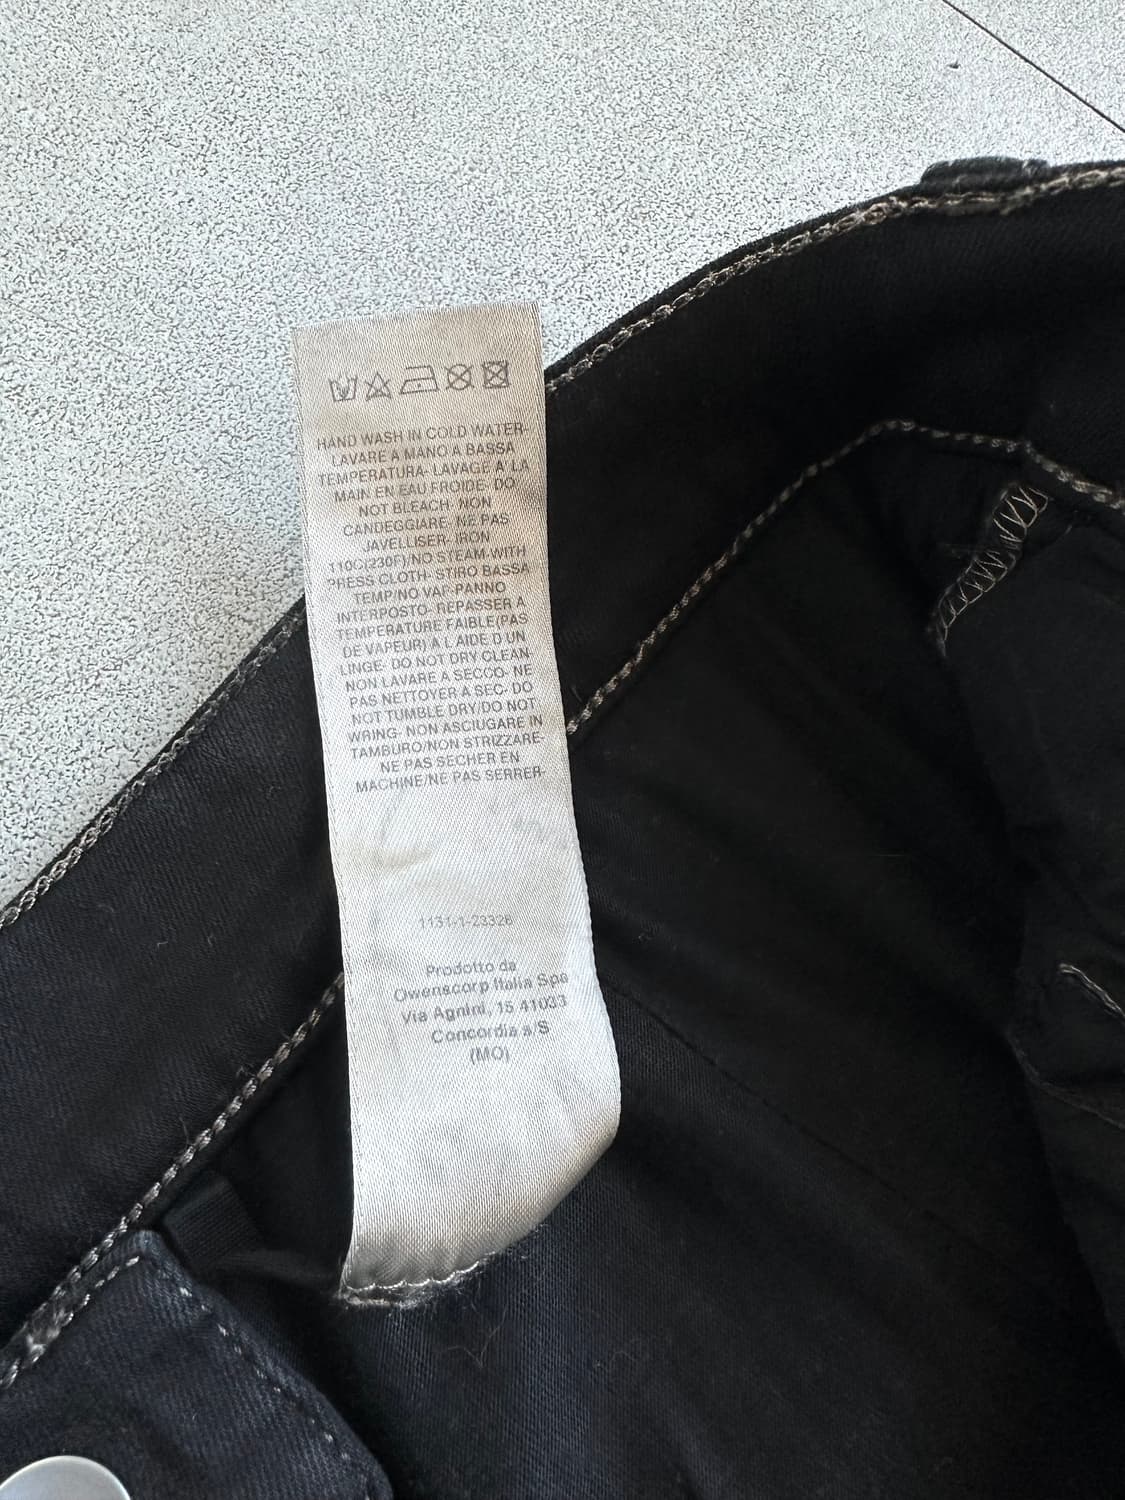 HAND WASH IN COLD WATER-
LAVARE A MANO A BASSA
TEMPERATURA- LAVAGE A LA
MAIN EN EAU FROIDE- DO
NOT BLEACH- NON
CANDEGGIARE- NE PAS
JAVELLISER- IRON
110C(230F)/NO STEAM WITH
PRESS CLOTH- STIRO BASSA
TEMP/NO VAP-PANNO
INTERPOSTO- REPASSER A
TEMPERATURE FAIBLE(PAS
DE VAPEUR) A L AIDE D UN
LINGE- DO NOT DRY CLEAN
NON LAVARE A SECCO- NE
PAS NETTOYER A SEC- DO
NOT TUMBLE DRY/DO NOT
WRING- NON ASCIUGARE IN
TAMBURO/NON STRIZZARE-
NE PAS SECHER EN
MACHINE/NE PAS SERRER-
1131-1-23326
Prodotto da
Owenscorp Italia Spa
Via Agnini, 15 41033
Concordia s/S
(MO)